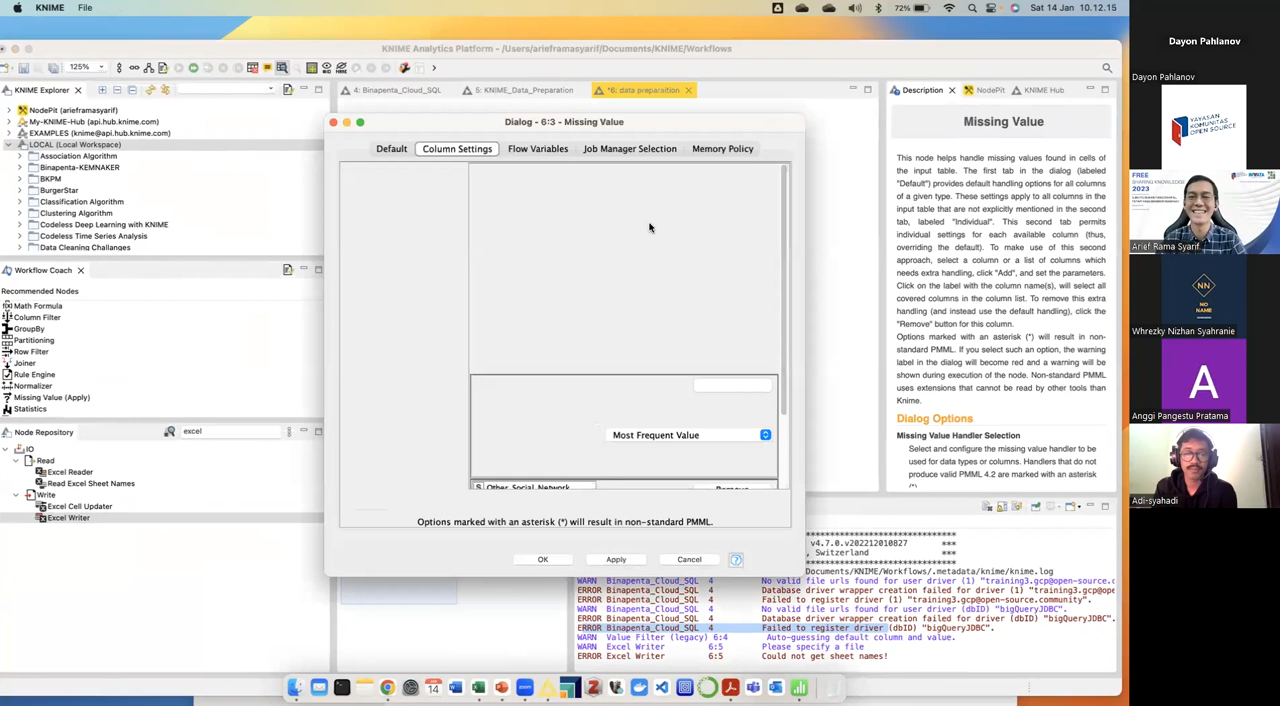 KNIME File
72%
Sat 14 Jan 10.12.15
KNIME Analytics Platform - /Users/arieframasyarif/Documents/KNIME/Workflows
125%
KNIME Explorer
NodePit (arieframasyarif)
My-KNIME-Hub (api.hub.knime.com)
EXAMPLES (knime@api.hub.knime.com)
LOCAL (Local Workspace)
Association Algorithm
Binapenta-KEMNAKER
BKPM
BurgerStar
Classification Algorithm
Clustering Algorithm
Codeless Deep Learning with KNIME
Codeless Time Series Analysis
Data Cleaning Challanges
Workflow Coach
Recommended Nodes
Math Formula
Column Filter
GroupBy
Partitioning
Row Filter
Joiner
Rule Engine
Normalizer
Missing Value (Apply)
Statistics
Node Repository
excel
IO
Read
Excel Reader
Read Excel Sheet Names
Write
Excel Cell Updater
Excel Writer
4: Binapenta_Cloud_SQL
5: KNIME_Data_Preparation
*6: data preparation
Dialog - 6:3 - Missing Value
Default
Column Settings
Flow Variables
Job Manager Selection
Memory Policy
Most Frequent Value
S Other Social Network
Remove
Options marked with an asterisk (*) will result in non-standard PMML.
OK
Apply
Cancel
?
Description
NodePit
KNIME Hub
Missing Value
This node helps handle missing values found in cells of
the input table. The first tab in the dialog (labeled
"Default") provides default handling options for all columns
of a given type. These settings apply to all columns in the
input table that are not explicitly mentioned in the second
tab, labeled "Individual". This second tab permits
individual settings for each available column (thus,
overriding the default). To make use of this second
approach, select a column or a list of columns which
needs extra handling, click "Add", and set the parameters.
Click on the label with the column name(s), will select all
covered columns in the column list. To remove this extra
handling (and instead use the default handling), click the
"Remove" button for this column.
Options marked with an asterisk (*) will result in non-
standard PMML. If you select such an option, the warning
label in the dialog will become red and a warning will be
shown during execution of the node. Non-standard PMML
uses extensions that cannot be read by other tools than
Knime.
Dialog Options
Missing Value Handler Selection
Select and configure the missing value handler to be
used for data types or columns. Handlers that do not
produce valid PMML 4.2 are marked with an asterisk
(*)
***********************************
v4.7.0.v202212010827 ***
, Switzerland ***
***********************************
Documents/KNIME/Workflows/.metadata/knime/knime.log
WARN Binapenta_Cloud_SQL 4 No valid file urls found for user driver (1) "training3.gcp@open-source.c
ERROR Binapenta_Cloud_SQL 4 Database driver wrapper creation failed for driver (1) "training3.gcp@op
ERROR Binapenta_Cloud_SQL 4 Failed to register driver (1) "training3.gcp@open-source.community".
WARN Binapenta_Cloud_SQL 4 No valid file urls found for user driver (dbID) "bigQueryJDBC".
ERROR Binapenta_Cloud_SQL 4 Database driver wrapper creation failed for driver (dbID) "bigQueryJDBC"
ERROR Binapenta_Cloud_SQL 4 Failed to register driver (dbID) "bigQueryJDBC".
WARN Value Filter (legacy) 6:4 Auto-guessing default column and value.
WARN Excel Writer 6:5 Please specify a file
ERROR Excel Writer 6:5 Could not get sheet names!
14
zoom
Dayon Pahlanov
Dayon Pahlanov
YAYASAN
KOMUNITAS
OPEN SOURCE
FREE
SHARING KNOWLEDGE
2023
Arief Rama Syarif
NN
NO
NAME
Whrezky Nizhan Syahranie
A
Anggi Pangestu Pratama
Adi-syahadi